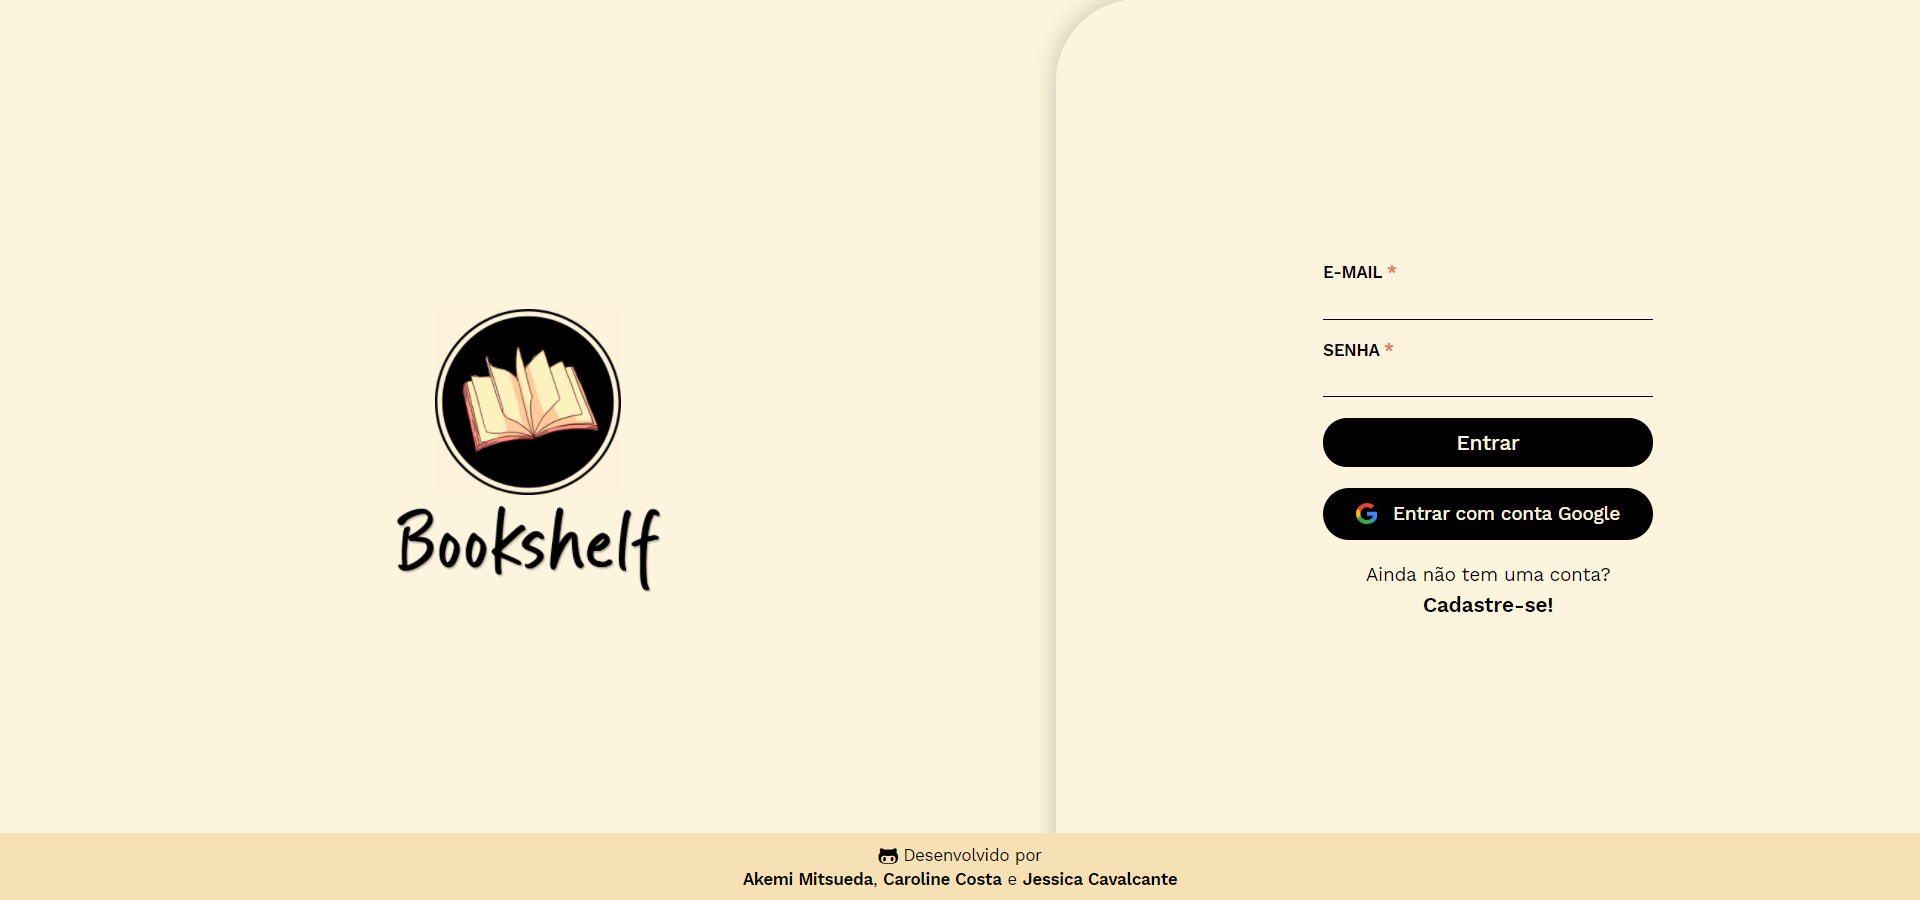 Bookshelf
E-MAIL *
SENHA *
Entrar
Entrar com conta Google
Ainda não tem uma conta?
Cadastre-se!
Desenvolvido por
Akemi Mitsueda, Caroline Costa e Jessica Cavalcante